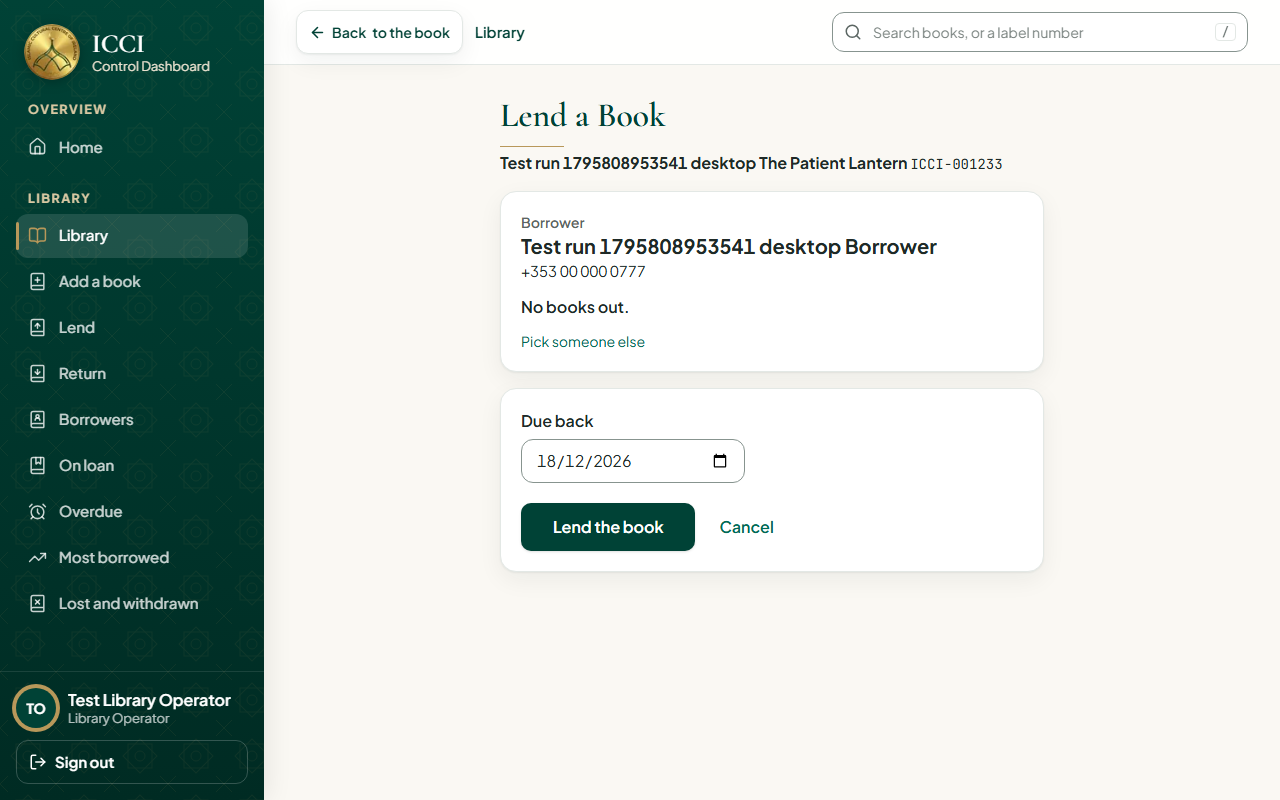 ICCI
Control Dashboard
OVERVIEW
Home
LIBRARY
Library
Add a book
Lend
Return
Borrowers
On loan
Overdue
Most borrowed
Lost and withdrawn
TO
Test Library Operator
Library Operator
Sign out
Back to the book
Library
Search books, or a label number
/
Lend a Book
Test run 1795808953541 desktop The Patient Lantern ICCI-001233
Borrower
Test run 1795808953541 desktop Borrower
+353 00 000 0777
No books out.
Pick someone else
Due back
18/12/2026
Lend the book
Cancel